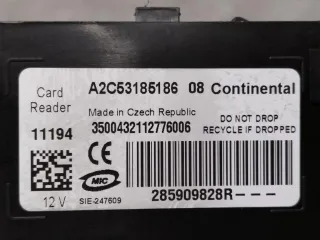 Card Reader
A2C53185186 08 Continental
Made in Czech Republic
11194
3500432112776006
DO NOT DROP
RECYCLE IF DROPPED
CE
MIC
12 V
SIE-247609
285909828R---